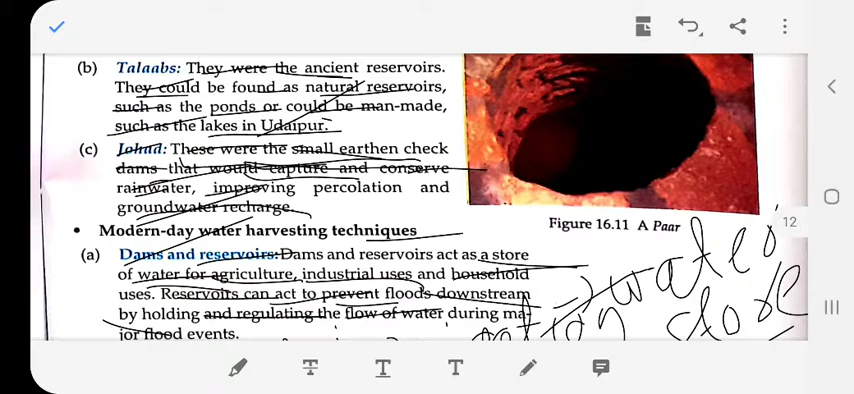 (b) Talaabs: They were the ancient reservoirs.
They could be found as natural reservoirs,
such as the ponds or could be man-made,
such as the lakes in Udaipur.
(c) Johad: These were the small earthen check
dams that would capture and conserve
rainwater, improving percolation and
groundwater recharge.
Figure 16.11 A Paar
12
• Modern-day water harvesting techniques
(a) Dams and reservoirs: Dams and reservoirs act as a store
of water for agriculture, industrial uses and household
uses. Reservoirs can act to prevent floods downstream
by holding and regulating the flow of water during ma-
jor flood events.
water
store
T
T
T